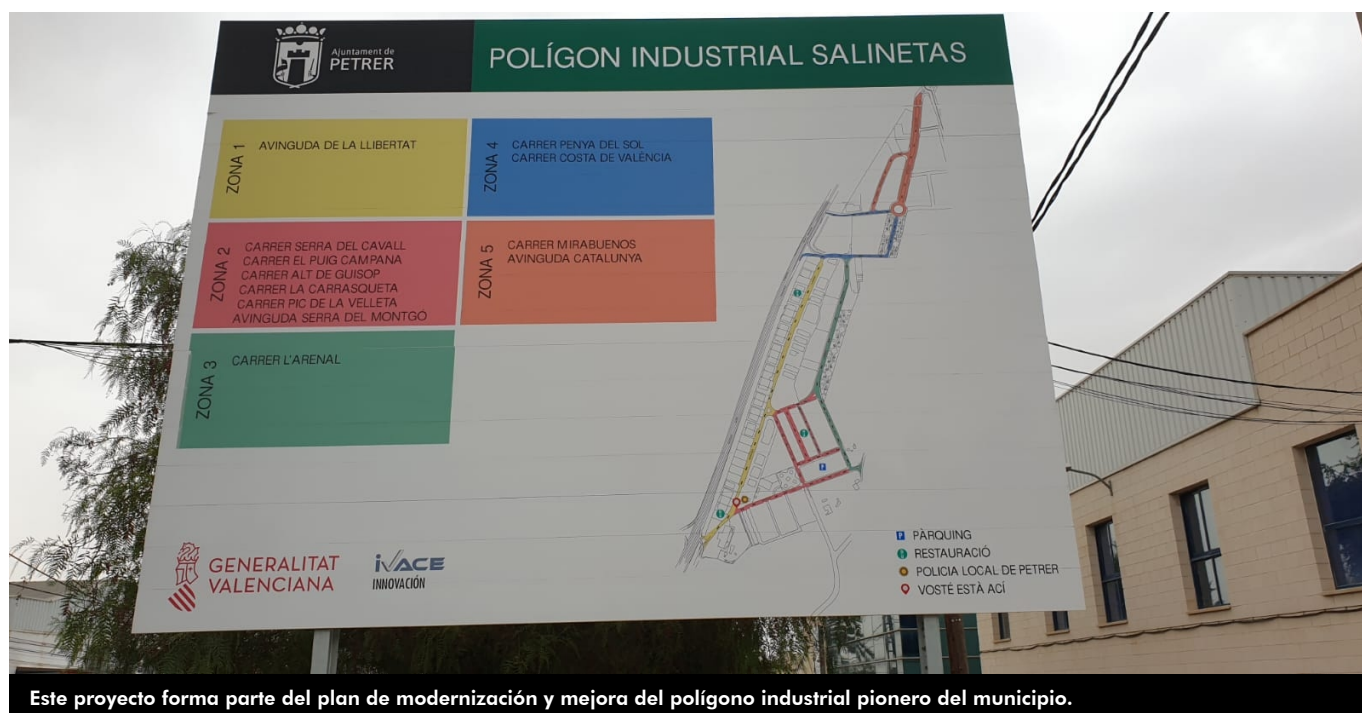 Ajuntament de
PETRER
POLÍGON INDUSTRIAL SALINETAS
ZONA 1
AVINGUDA DE LA LLIBERTAT
ZONA 4
CARRER PENYA DEL SOL
CARRER COSTA DE VALÈNCIA
ZONA 2
CARRER SERRA DEL CAVALL
CARRER EL PUIG CAMPANA
CARRER ALT DE GUISOP
CARRER LA CARRASQUETA
CARRER PIC DE LA VELLETA
AVINGUDA SERRA DEL MONTGÓ
ZONA 5
CARRER MIRABUENOS
AVINGUDA CATALUNYA
ZONA 3
CARRER L'ARENAL
GENERALITAT
VALENCIANA
iVACE
INNOVACIÓN
P PÀRQUING
RESTAURACIÓ
POLICIA LOCAL DE PETRER
VOSTÉ ESTÀ ACÍ
Este proyecto forma parte del plan de modernización y mejora del polígono industrial pionero del municipio.